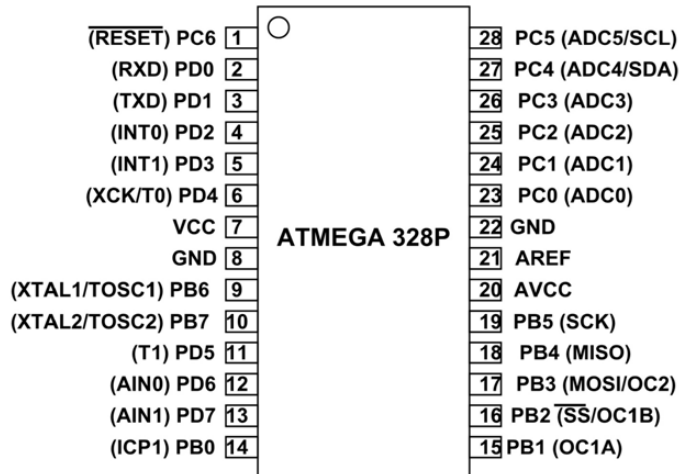 (RESET) PC6 1
(RXD) PD0 2
(TXD) PD1 3
(INT0) PD2 4
(INT1) PD3 5
(XCK/T0) PD4 6
VCC 7
GND 8
(XTAL1/TOSC1) PB6 9
(XTAL2/TOSC2) PB7 10
(T1) PD5 11
(AIN0) PD6 12
(AIN1) PD7 13
(ICP1) PB0 14
ATMEGA 328P
28 PC5 (ADC5/SCL)
27 PC4 (ADC4/SDA)
26 PC3 (ADC3)
25 PC2 (ADC2)
24 PC1 (ADC1)
23 PC0 (ADC0)
22 GND
21 AREF
20 AVCC
19 PB5 (SCK)
18 PB4 (MISO)
17 PB3 (MOSI/OC2)
16 PB2 (SS/OC1B)
15 PB1 (OC1A)